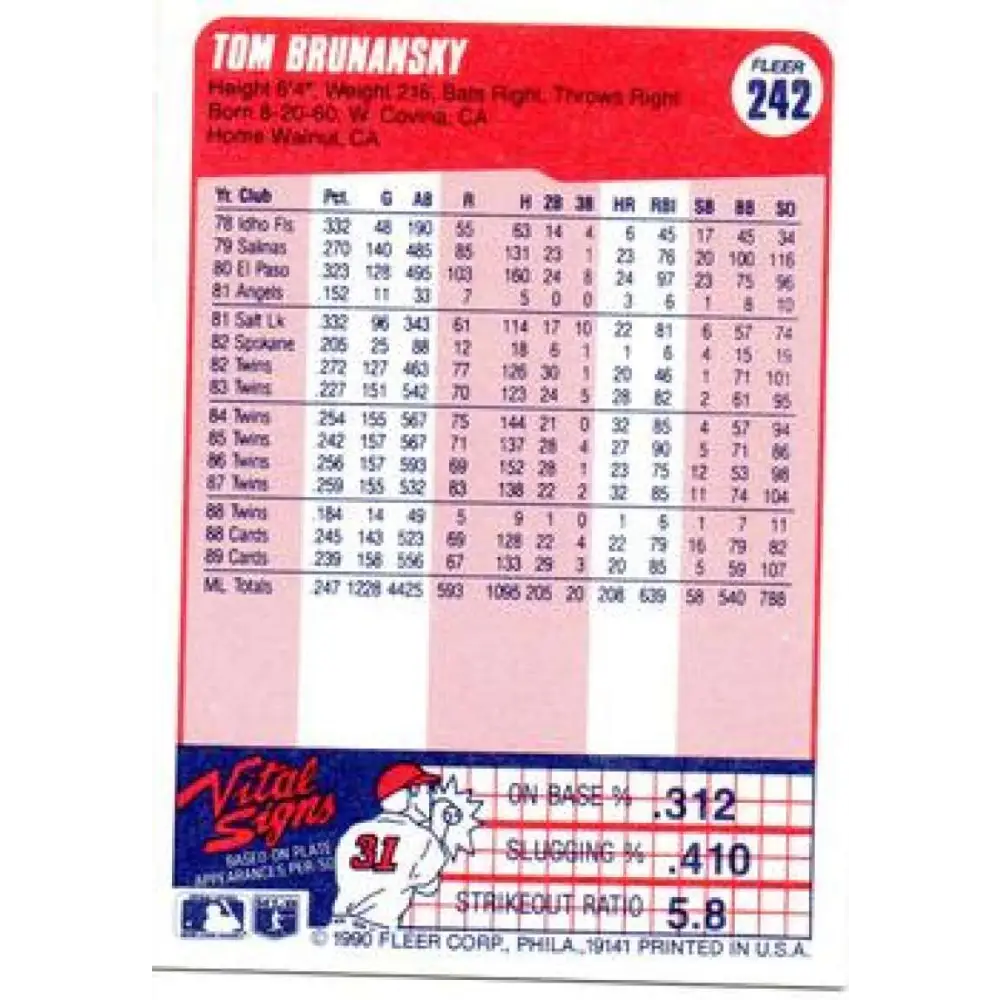 TOM BRUNANSKY
FLEER
242
Height 6'4", Weight 216, Bats Right, Throws Right
Born 8-20-60, W. Covina, CA
Home Walnut, CA
Yr. Club Pct. G AB R H 2B 3B HR RBI SB BB SO
78 Idho Fls .332 48 190 55 63 14 4 6 45 17 45 34
79 Salinas .270 140 485 85 131 23 1 23 76 20 100 116
80 El Paso .323 128 495 103 160 24 8 24 97 23 75 96
81 Angels .152 11 33 7 5 0 0 3 6 1 8 10
81 Salt Lk .332 96 343 61 114 17 10 22 81 6 57 74
82 Spokane .205 25 88 12 18 6 1 1 6 4 15
82 Twins .272 127 463 77 126 30 1 20 46 1 71 101
83 Twins .227 151 542 70 123 24 5 28 82 2 61 95
84 Twins .254 155 567 75 144 21 0 32 85 4 57 94
85 Twins .242 157 567 71 137 28 4 27 90 5 71 86
86 Twins .256 157 593 69 152 28 1 23 75 12 53 98
87 Twins .259 155 532 83 138 22 2 32 85 11 74 104
88 Twins .184 14 49 5 9 1 0 1 6 1 7 11
88 Cards .245 143 523 69 128 22 4 22 79 16 79 82
89 Cards .239 158 556 67 133 29 3 20 85 5 59 107
ML Totals .247 1228 4425 593 1095 205 20 208 639 58 540 788
Vital
Signs
BASED ON PLATE
APPEARANCES PER SO
31
ON BASE % .312
SLUGGING % .410
STRIKEOUT RATIO 5.8
© 1990 FLEER CORP., PHILA., 19141 PRINTED IN U.S.A.